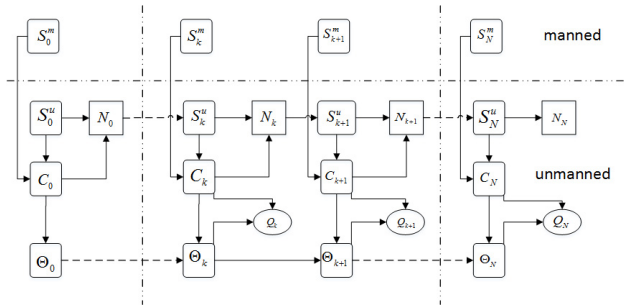 S_0^m S_k^m S_{k+1}^m S_N^m manned
S_0^u N_0 S_k^u N_k S_{k+1}^u N_{k+1} S_N^u N_N
C_0 C_k C_{k+1} C_N unmanned
Q_k Q_{k+1} Q_N
Θ_0 Θ_k Θ_{k+1} Θ_N